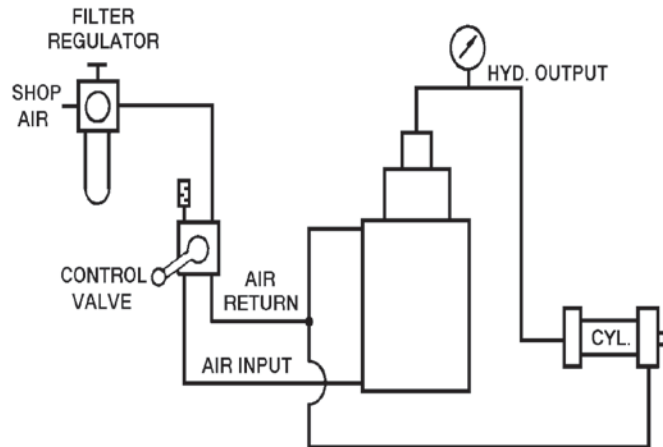 FILTER
REGULATOR
SHOP
AIR
HYD. OUTPUT
CONTROL
VALVE
AIR
RETURN
AIR INPUT
CYL.